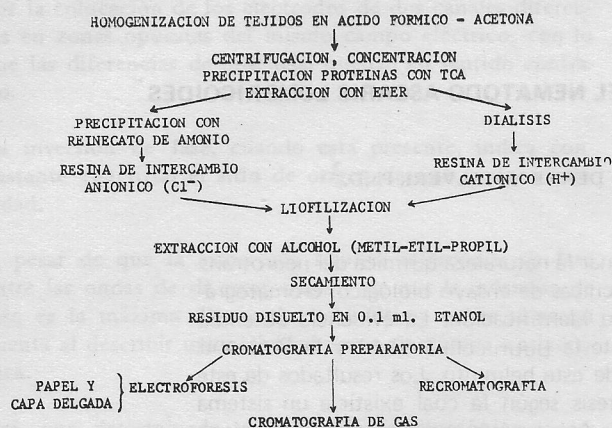 HOMOGENIZACION DE TEJIDOS EN ACIDO FORMICO - ACETONA
CENTRIFUGACION, CONCENTRACION
PRECIPITACION PROTEINAS CON TCA
EXTRACCION CON ETER
PRECIPITACION CON
REINECATO DE AMONIO
DIALISIS
RESINA DE INTERCAMBIO
ANIONICO (Cl⁻)
RESINA DE INTERCAMBIO
CATIONICO (H+)
LIOFILIZACION
EXTRACCION CON ALCOHOL (METIL-ETIL-PROPIL)
SECAMIENTO
RESIDUO DISUELTO EN 0.1 ml. ETANOL
CROMATOGRAFIA PREPARATORIA
PAPEL Y
CAPA DELGADA
ELECTROFORESIS
RECROMATOGRAFIA
CROMATOGRAFIA DE GAS